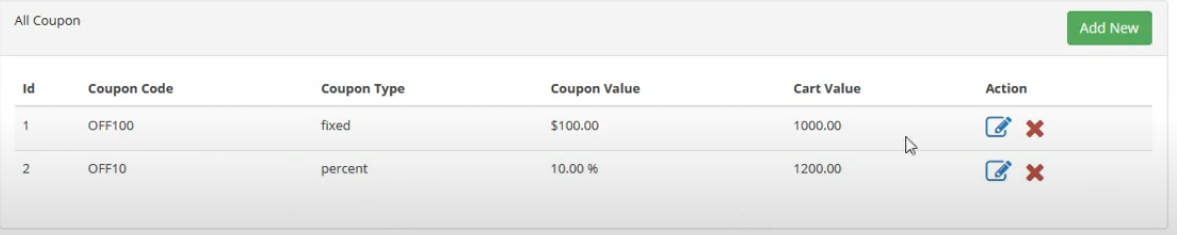 All Coupon
Add New
Id Coupon Code Coupon Type Coupon Value Cart Value Action
1 OFF100 fixed $100.00 1000.00
2 OFF10 percent 10.00 % 1200.00